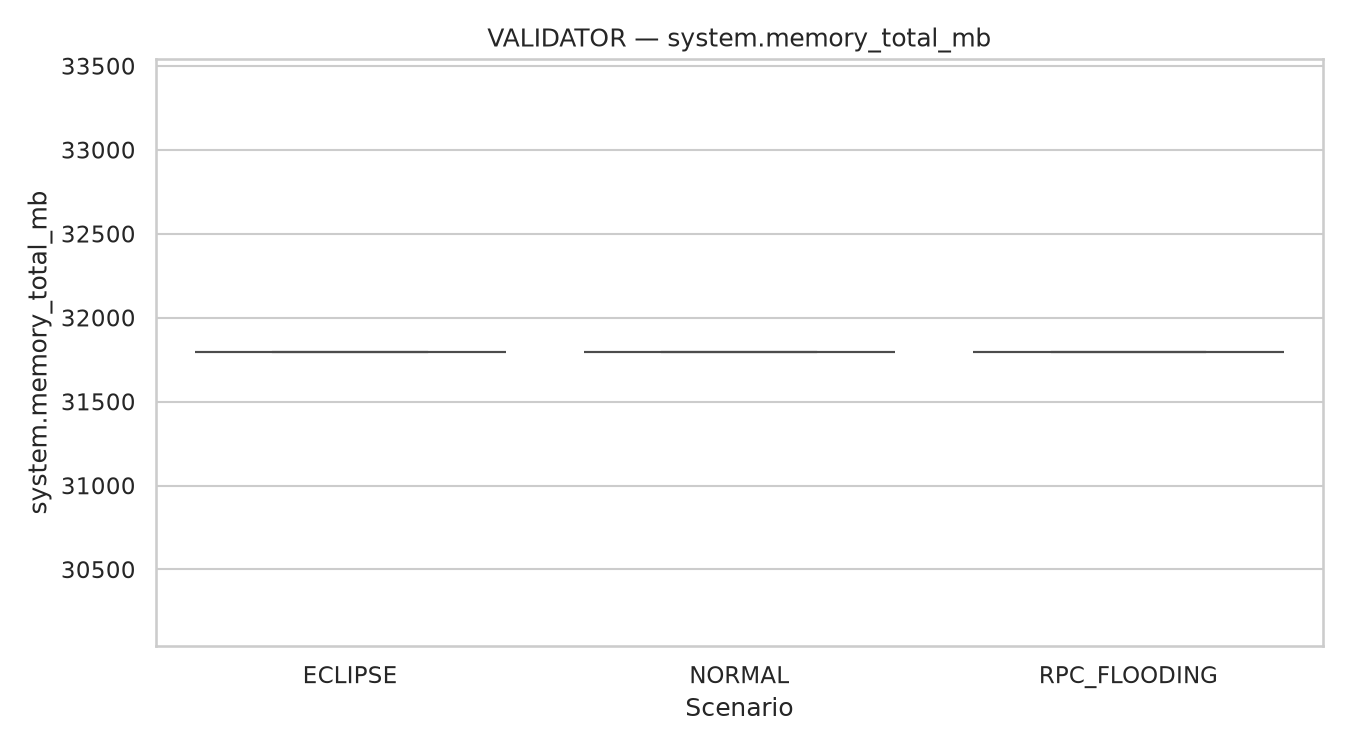 VALIDATOR — system.memory_total_mb
system.memory_total_mb
33500
33000
32500
32000
31500
31000
30500
ECLIPSE
NORMAL
RPC_FLOODING
Scenario